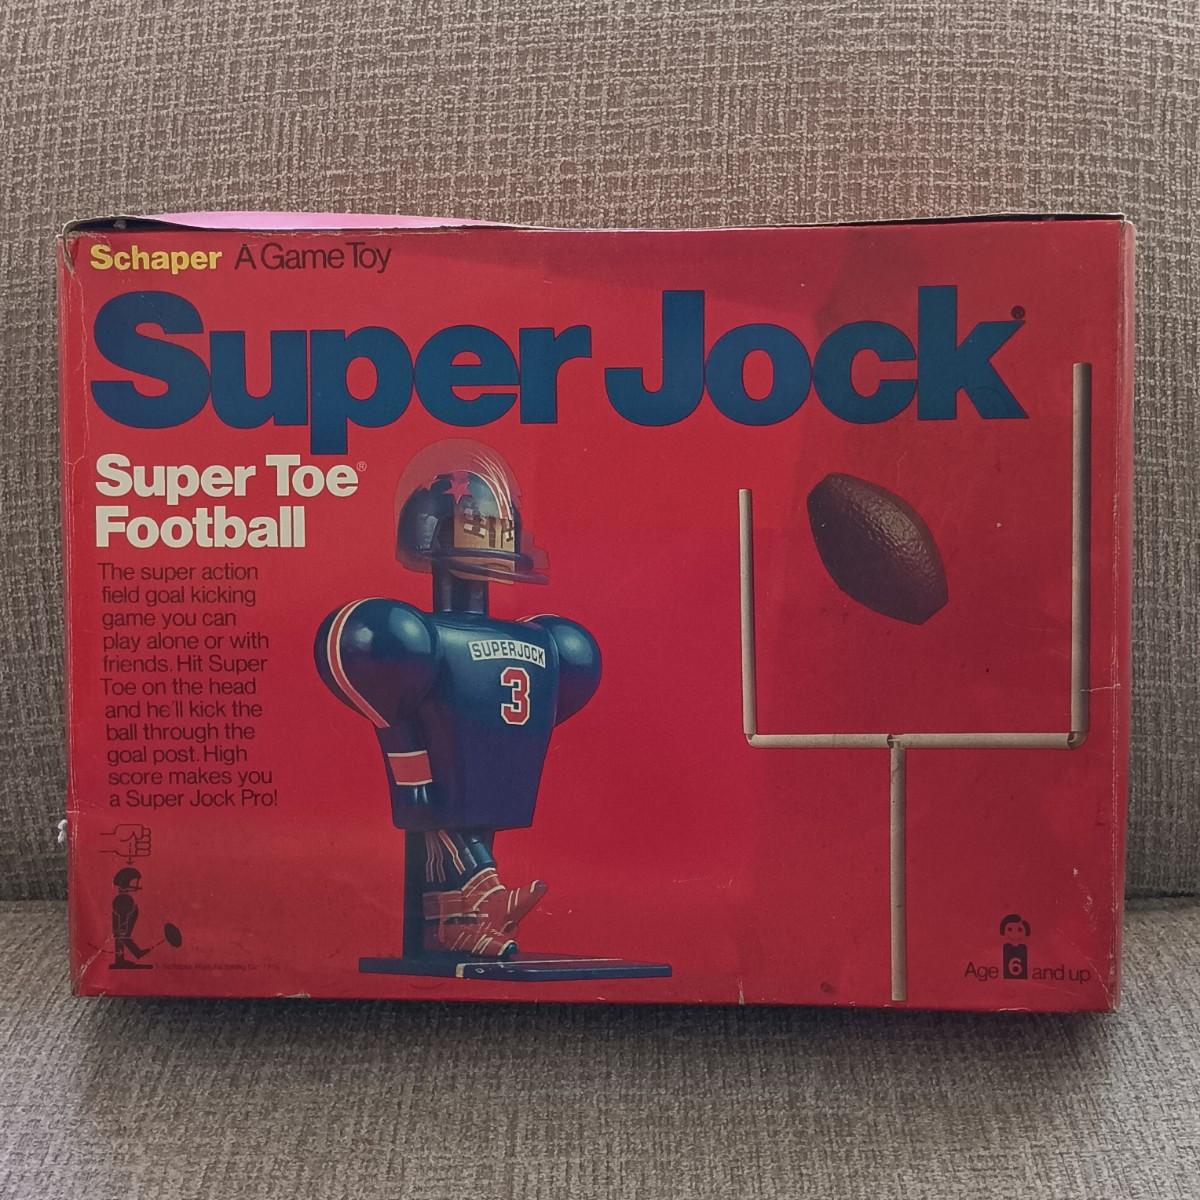 Schaper A Game Toy
Super Jock®
Super Toe®
Football
The super action
field goal kicking
game you can
play alone or with
friends. Hit Super
Toe on the head
and he'll kick the
ball through the
goal post. High
score makes you
a Super Jock Pro!
SUPERJOCK
3
Age 6 and up